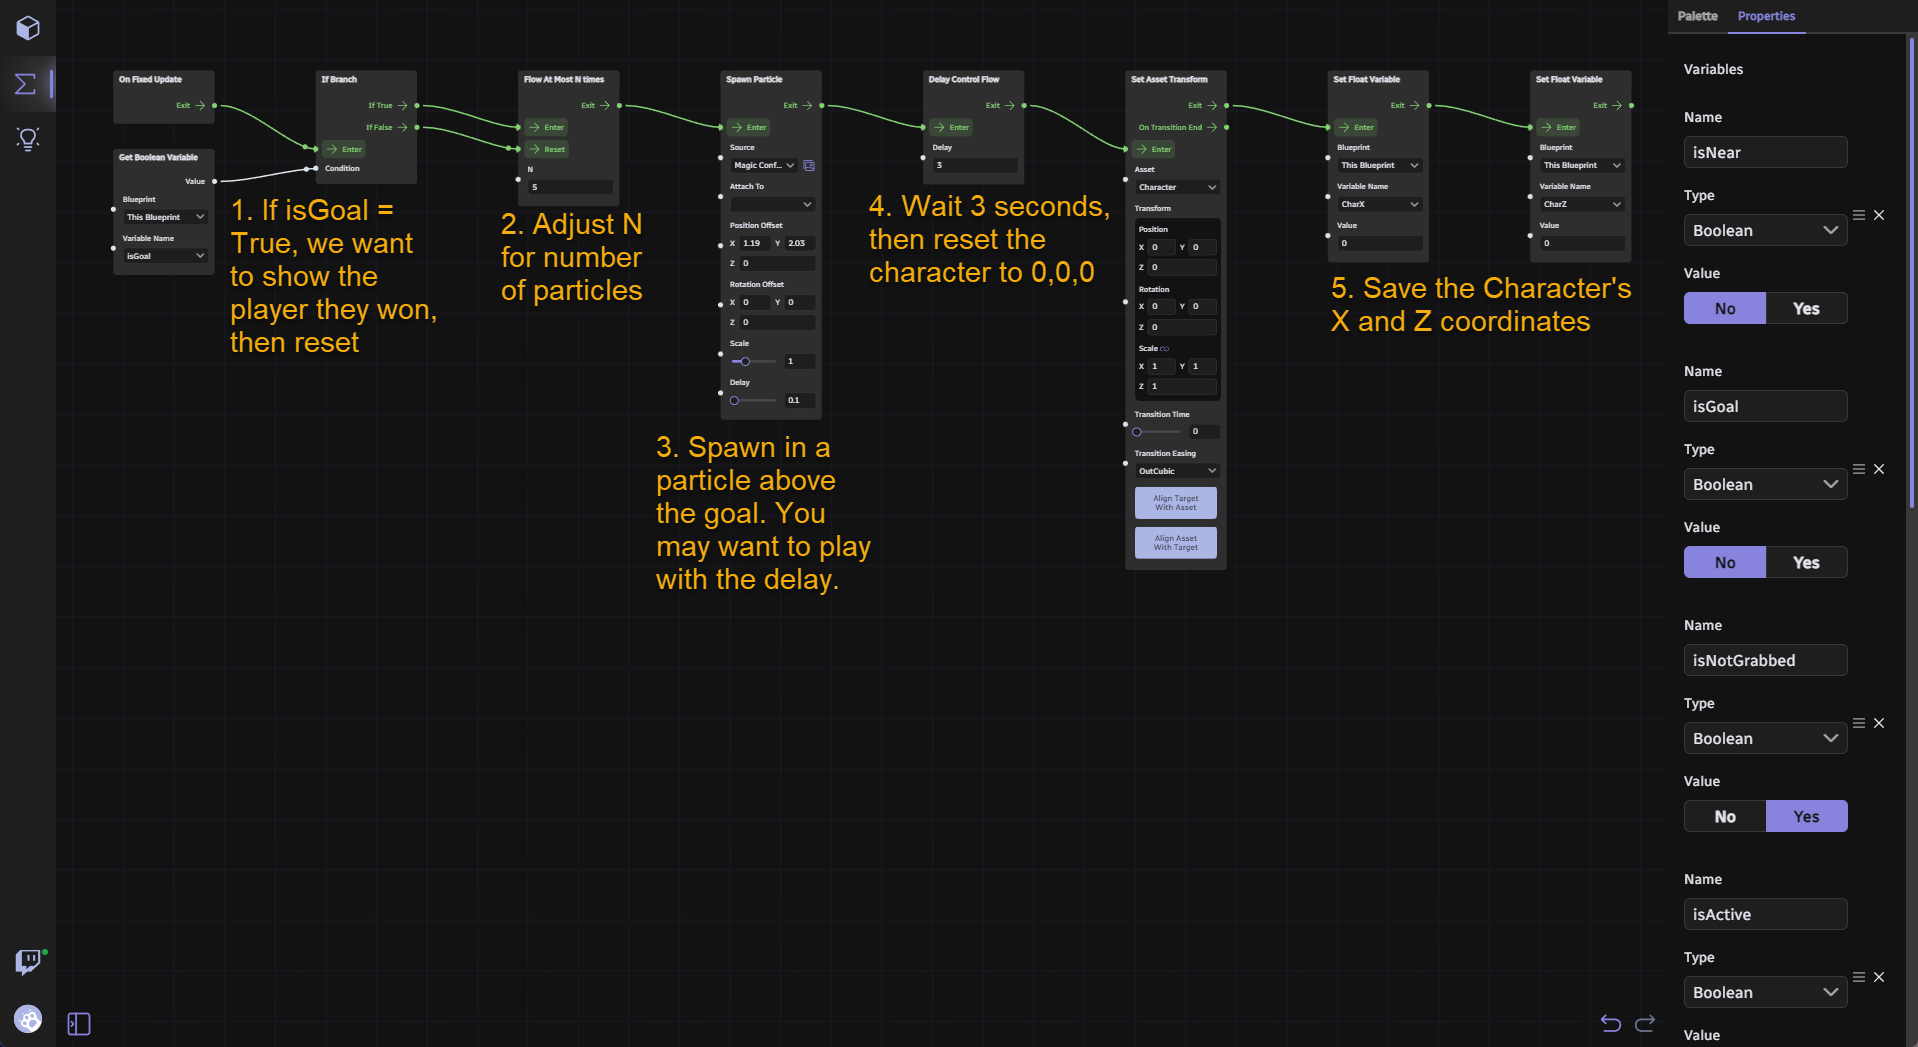 Palette
Properties
On Fixed Update
Exit
Get Boolean Variable
Value
Blueprint
This Blueprint
Variable Name
isGoal
If Branch
If True
If False
Enter
Condition
1. If isGoal =
True, we want
to show the
player they won,
then reset
Flow At Most N times
Exit
Enter
Reset
N
5
2. Adjust N
for number
of particles
Spawn Particle
Exit
Enter
Source
Magic Conf...
Attach To
Position Offset
X 1.19 Y 2.03
Z 0
Rotation Offset
X 0 Y 0
Z 0
Scale
1
Delay
0.1
3. Spawn in a
particle above
the goal. You
may want to play
with the delay.
Delay Control Flow
Exit
Enter
Delay
3
4. Wait 3 seconds,
then reset the
character to 0,0,0
Set Asset Transform
Exit
On Transition End
Enter
Asset
Character
Transform
Position
X 0 Y 0
Z 0
Rotation
X 0 Y 0
Z 0
Scale
X 1 Y 1
Z 1
Transition Time
0
Transition Easing
OutCubic
Align Target
With Asset
Align Asset
With Target
Set Float Variable
Exit
Enter
Blueprint
This Blueprint
Variable Name
CharX
Value
0
Set Float Variable
Exit
Enter
Blueprint
This Blueprint
Variable Name
CharZ
Value
0
5. Save the Character's
X and Z coordinates
Variables
Name
isNear
Type
Boolean
Value
No Yes
Name
isGoal
Type
Boolean
Value
No Yes
Name
isNotGrabbed
Type
Boolean
Value
No Yes
Name
isActive
Type
Boolean
Value